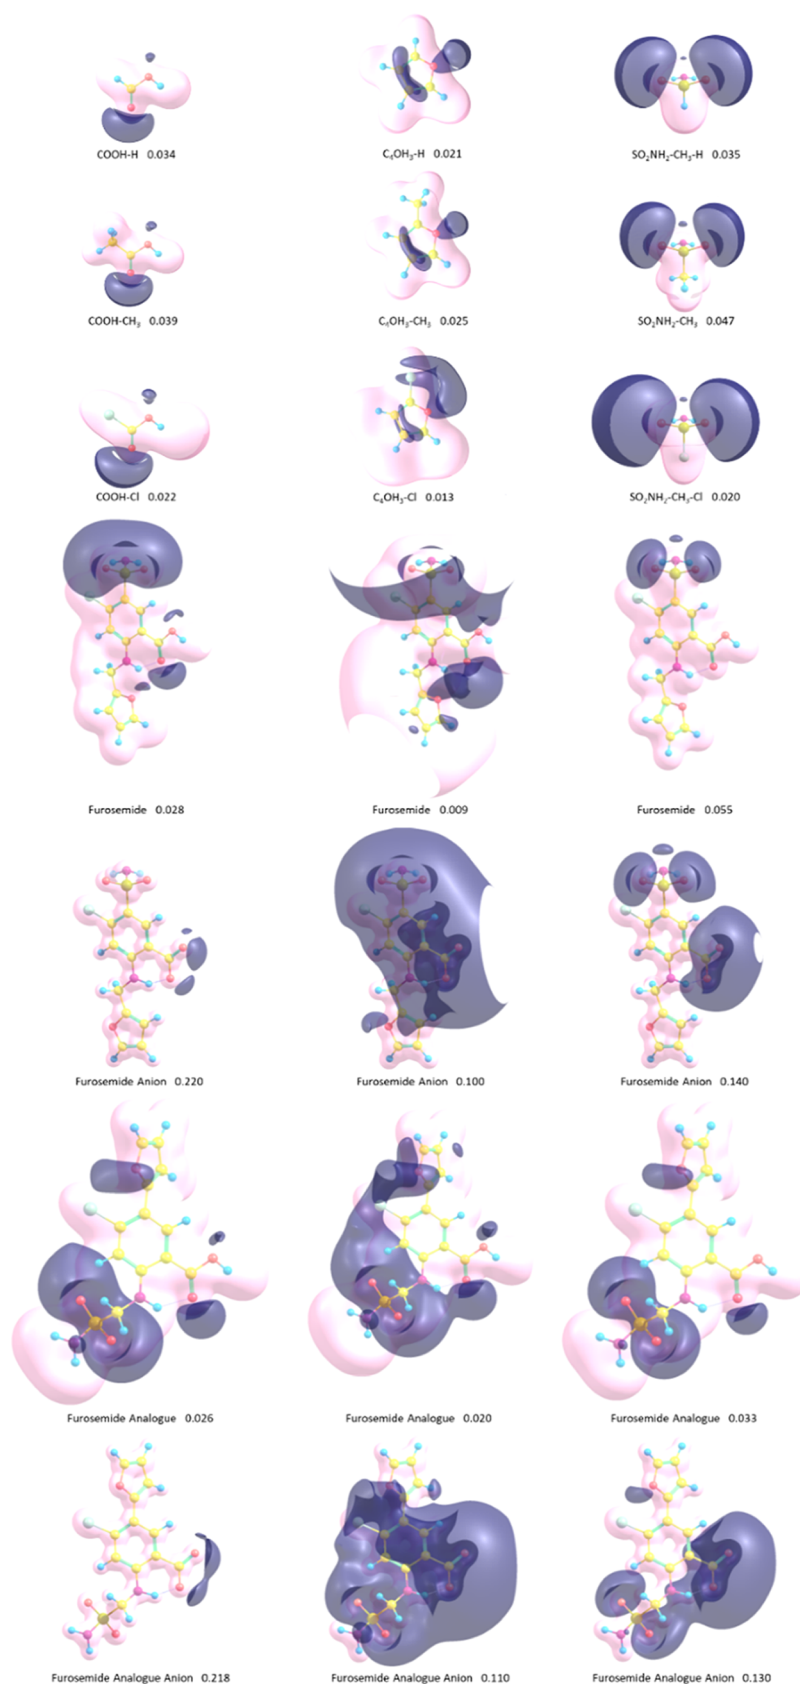 COOH-H 0.034
C₄OH₃-H 0.021
SO₂NH₂-CH₃-H 0.035
COOH-CH₃ 0.039
C₄OH₃-CH₃ 0.025
SO₂NH₂-CH₃ 0.047
COOH-Cl 0.022
C₄OH₃-Cl 0.013
SO₂NH₂-CH₃-Cl 0.020
Furosemide 0.028
Furosemide 0.009
Furosemide 0.055
Furosemide Anion 0.220
Furosemide Anion 0.100
Furosemide Anion 0.140
Furosemide Analogue 0.026
Furosemide Analogue 0.020
Furosemide Analogue 0.033
Furosemide Analogue Anion 0.218
Furosemide Analogue Anion 0.110
Furosemide Analogue Anion 0.130